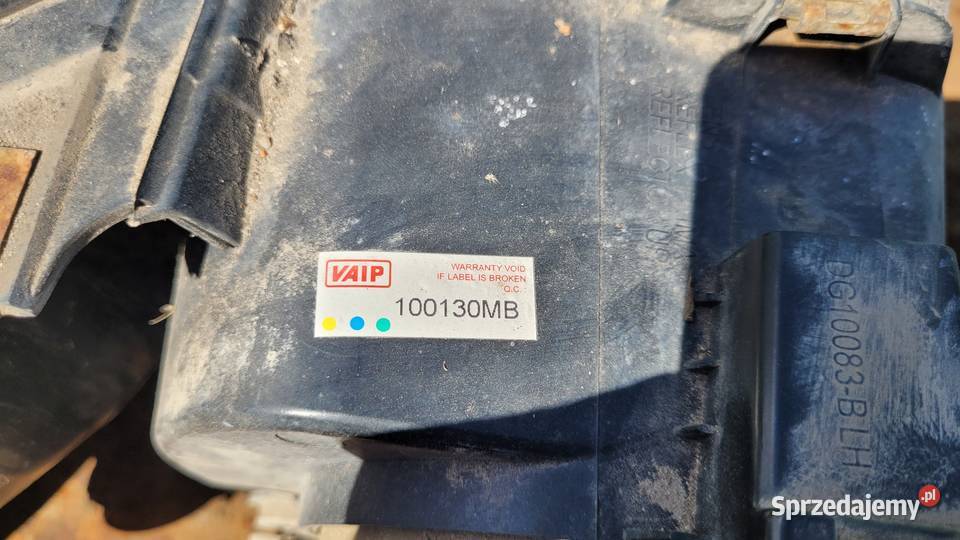 VAIP
WARRANTY VOID
IF LABEL IS BROKEN
Q.C.:
100130MB
DG10083-BLH
Sprzedajemy.pl